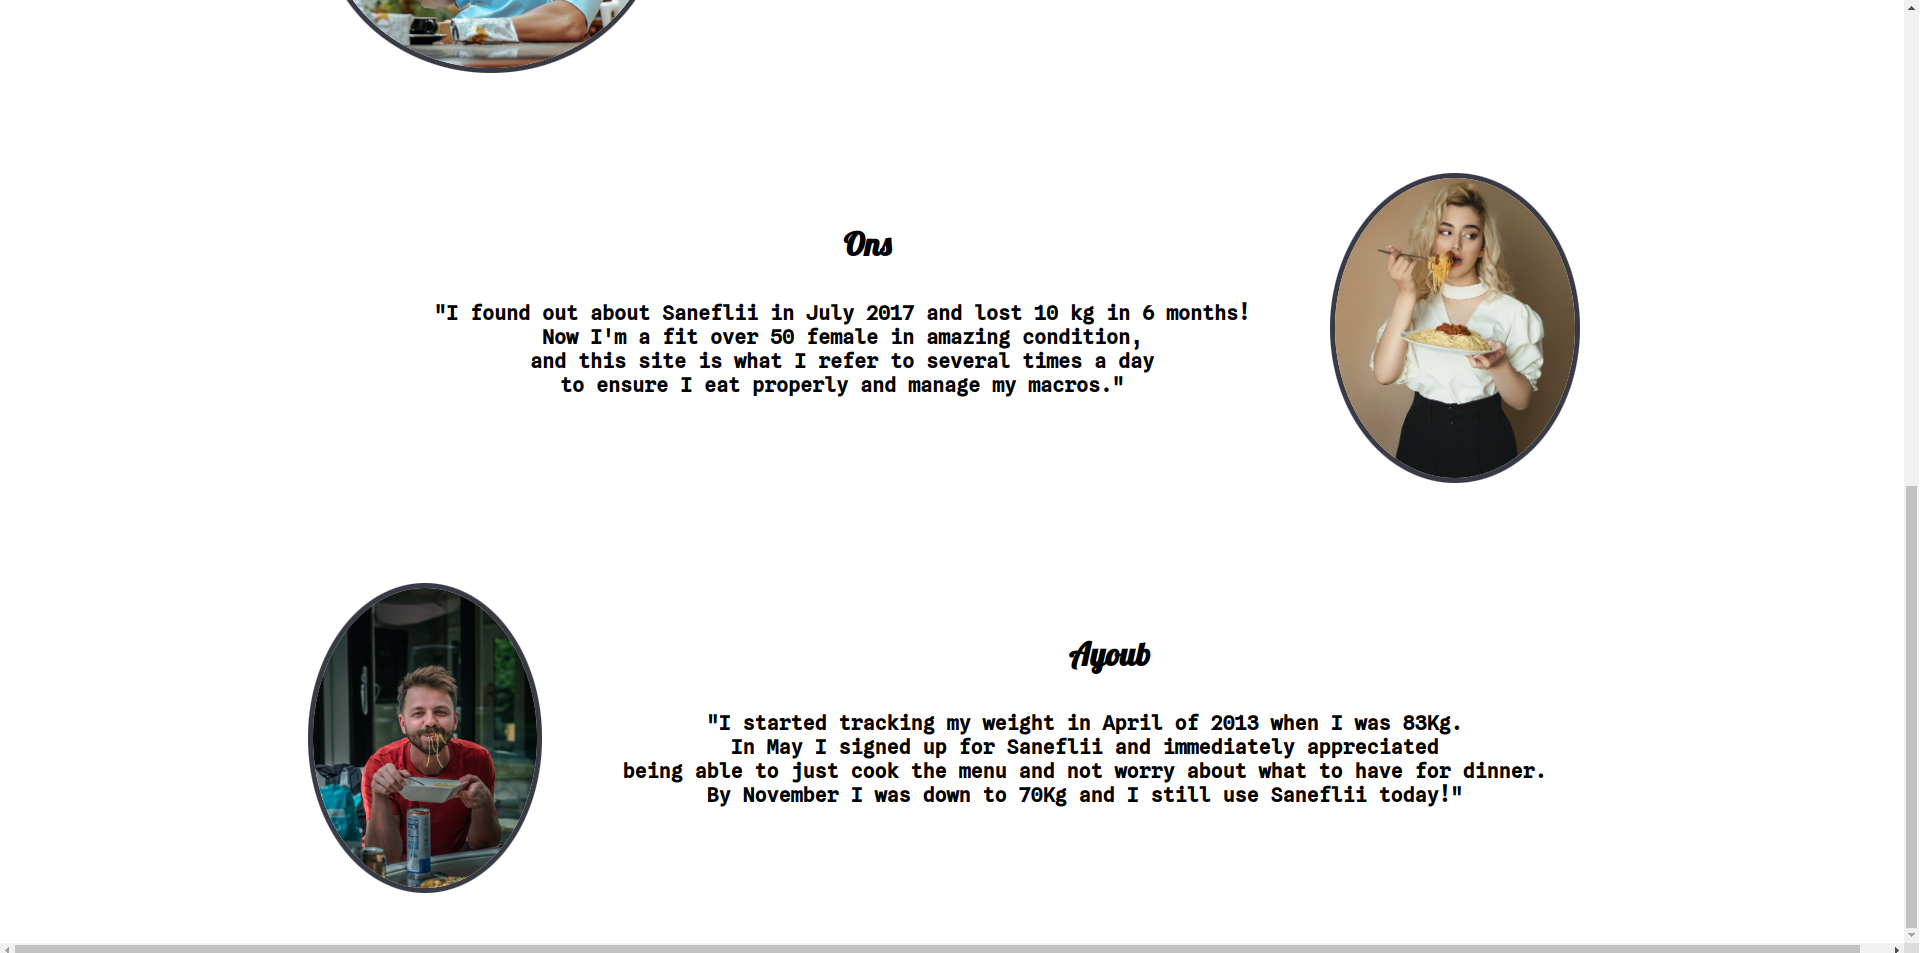 Ons
"I found out about Saneflii in July 2017 and lost 10 kg in 6 months!
Now I'm a fit over 50 female in amazing condition,
and this site is what I refer to several times a day
to ensure I eat properly and manage my macros."
Ayoub
"I started tracking my weight in April of 2013 when I was 83Kg.
In May I signed up for Saneflii and immediately appreciated
being able to just cook the menu and not worry about what to have for dinner.
By November I was down to 70Kg and I still use Saneflii today!"